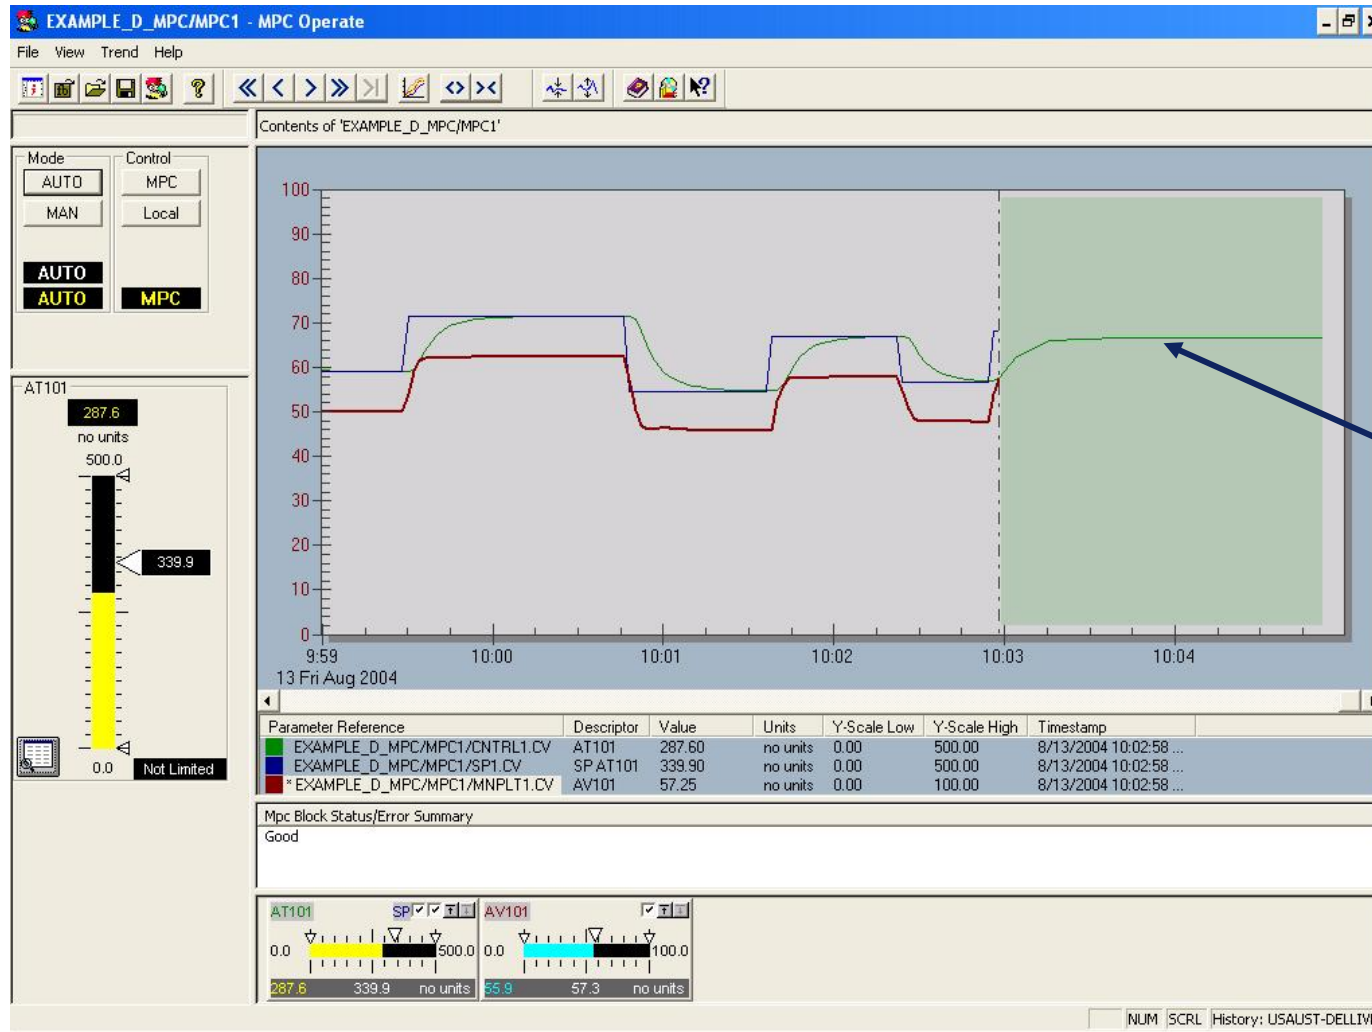 EXAMPLE_D_MPC/MPC1 - MPC Operate
File View Trend Help
Contents of 'EXAMPLE_D_MPC/MPC1'
Mode Control
AUTO MPC
MAN Local
AUTO
AUTO MPC
AT101
287.6
no units
500.0
339.9
0.0 Not Limited
100
90
80
70
60
50
40
30
20
10
0
9:59 10:00 10:01 10:02 10:03 10:04
13 Fri Aug 2004
Parameter Reference Descriptor Value Units Y-Scale Low Y-Scale High Timestamp
EXAMPLE_D_MPC/MPC1/CNTRL1.CV AT101 287.60 no units 0.00 500.00 8/13/2004 10:02:58 ...
EXAMPLE_D_MPC/MPC1/SP1.CV SP AT101 339.90 no units 0.00 500.00 8/13/2004 10:02:58 ...
* EXAMPLE_D_MPC/MPC1/MNPLT1.CV AV101 57.25 no units 0.00 100.00 8/13/2004 10:02:58 ...
Mpc Block Status/Error Summary
Good
AT101 SP AV101
0.0 500.0 0.0 100.0
287.6 339.9 no units 55.9 57.3 no units
NUM SCRL History: USAUST-DELLIV